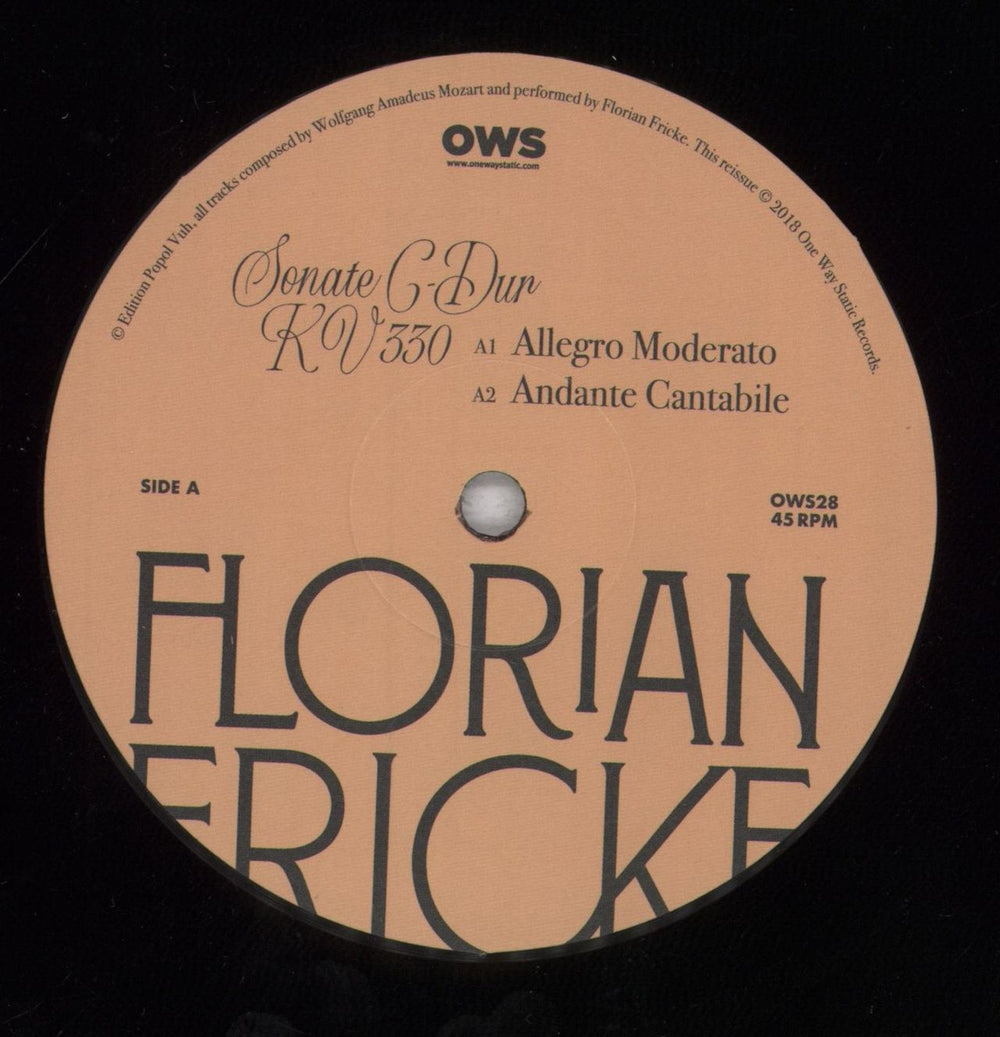 © Edition Popol Vuh, all tracks composed by Wolfgang Amadeus Mozart and performed by Florian Fricke. This reissue © 2018 One Way Static Records.
OWS
www.onewaystatic.com
Sonate C-Dur
KV 330
A1 Allegro Moderato
A2 Andante Cantabile
SIDE A
OWS28
45 RPM
FLORIAN
FRICKE